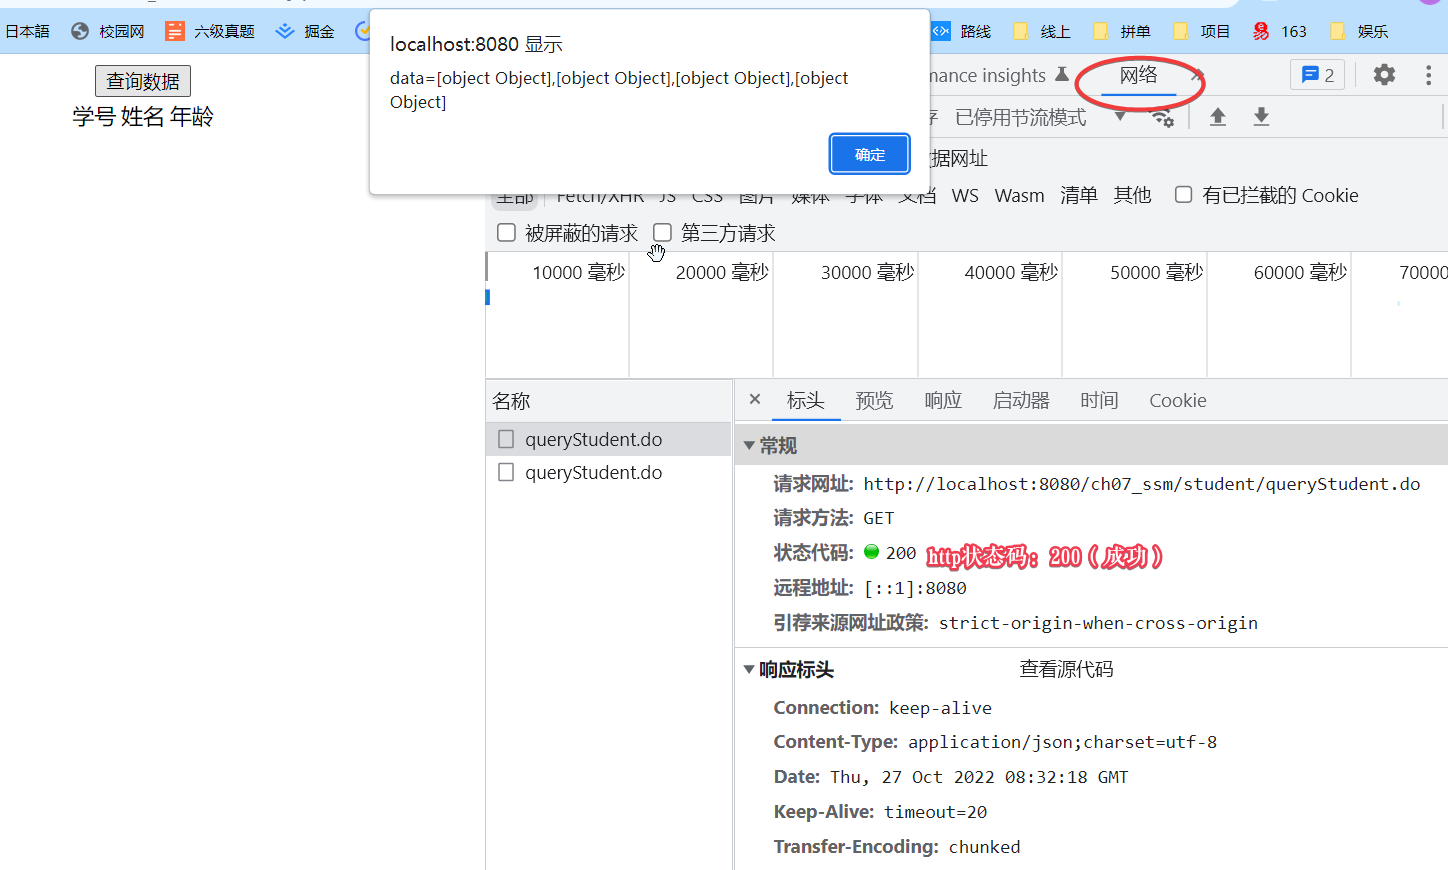 日本語 校园网 六级真题 掘金 路线 线上 拼单 项目 163 娱乐
localhost:8080 显示
data=[object Object],[object Object],[object Object],[object
Object]
确定
查询数据
学号 姓名 年龄
mance insights 网络 2
已停用节流模式
据网址
全部 Fetch/XHR JS CSS 图片 媒体 字体 文档 WS Wasm 清单 其他 有已拦截的 Cookie
被屏蔽的请求 第三方请求
10000 毫秒 20000 毫秒 30000 毫秒 40000 毫秒 50000 毫秒 60000 毫秒 70000
名称
queryStudent.do
queryStudent.do
× 标头 预览 响应 启动器 时间 Cookie
常规
请求网址: http://localhost:8080/ch07_ssm/student/queryStudent.do
请求方法: GET
状态代码: 200 http状态码：200（成功）
远程地址: [::1]:8080
引荐来源网址政策: strict-origin-when-cross-origin
响应标头 查看源代码
Connection: keep-alive
Content-Type: application/json;charset=utf-8
Date: Thu, 27 Oct 2022 08:32:18 GMT
Keep-Alive: timeout=20
Transfer-Encoding: chunked